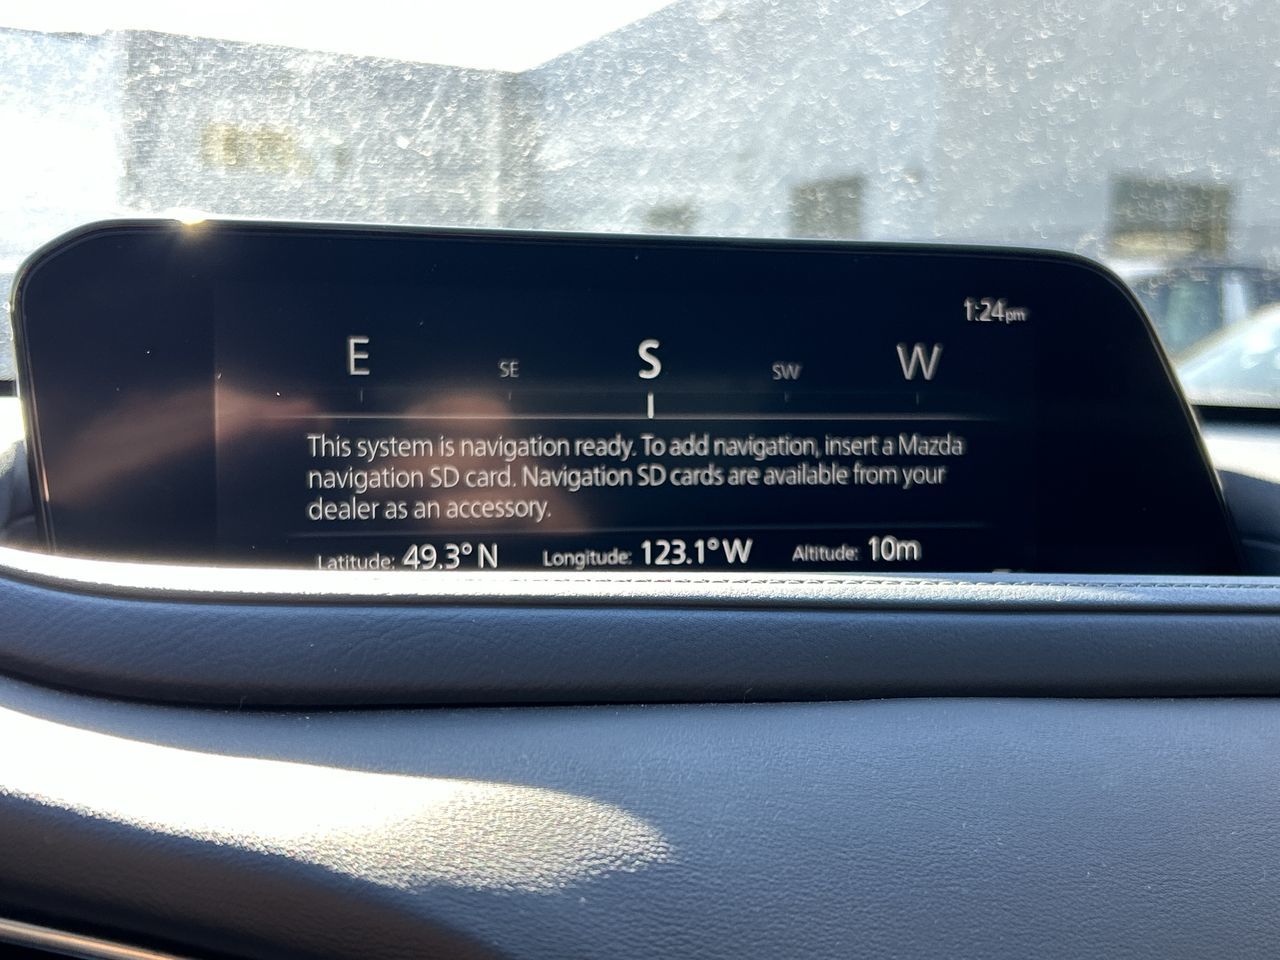 1:24pm
E SE S SW W
This system is navigation ready. To add navigation, insert a Mazda
navigation SD card. Navigation SD cards are available from your
dealer as an accessory.
Latitude: 49.3° N Longitude: 123.1° W Altitude: 10m